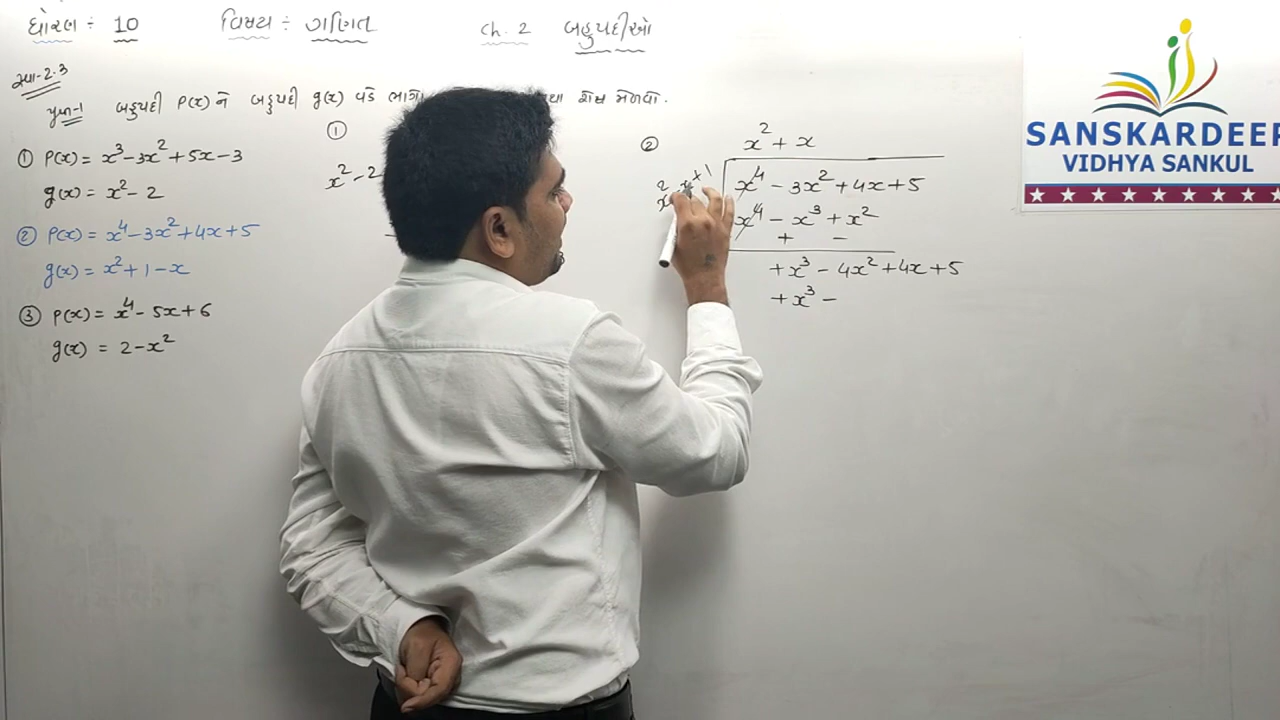 ધોરણ ÷ 10 વિષય ÷ ગણિત Ch. 2 બહુપદીઓ
સ્વા-2.3
પ્રશ્ન-1 બહુપદી P(x) ને બહુપદી g(x) વડે ભાગ શેષ મેળવો.
① P(x) = x³ - 3x² + 5x - 3
g(x) = x² - 2
② P(x) = x⁴ - 3x² + 4x + 5
g(x) = x² + 1 - x
③ P(x) = x⁴ - 5x + 6
g(x) = 2 - x²
①
x² - 2
②
x² + x
x² - x + 1
x⁴ - 3x² + 4x + 5
x⁴ - x³ + x²
+ -
+ x³ - 4x² + 4x + 5
+ x³ -
SANSKARDEEP
VIDHYA SANKUL